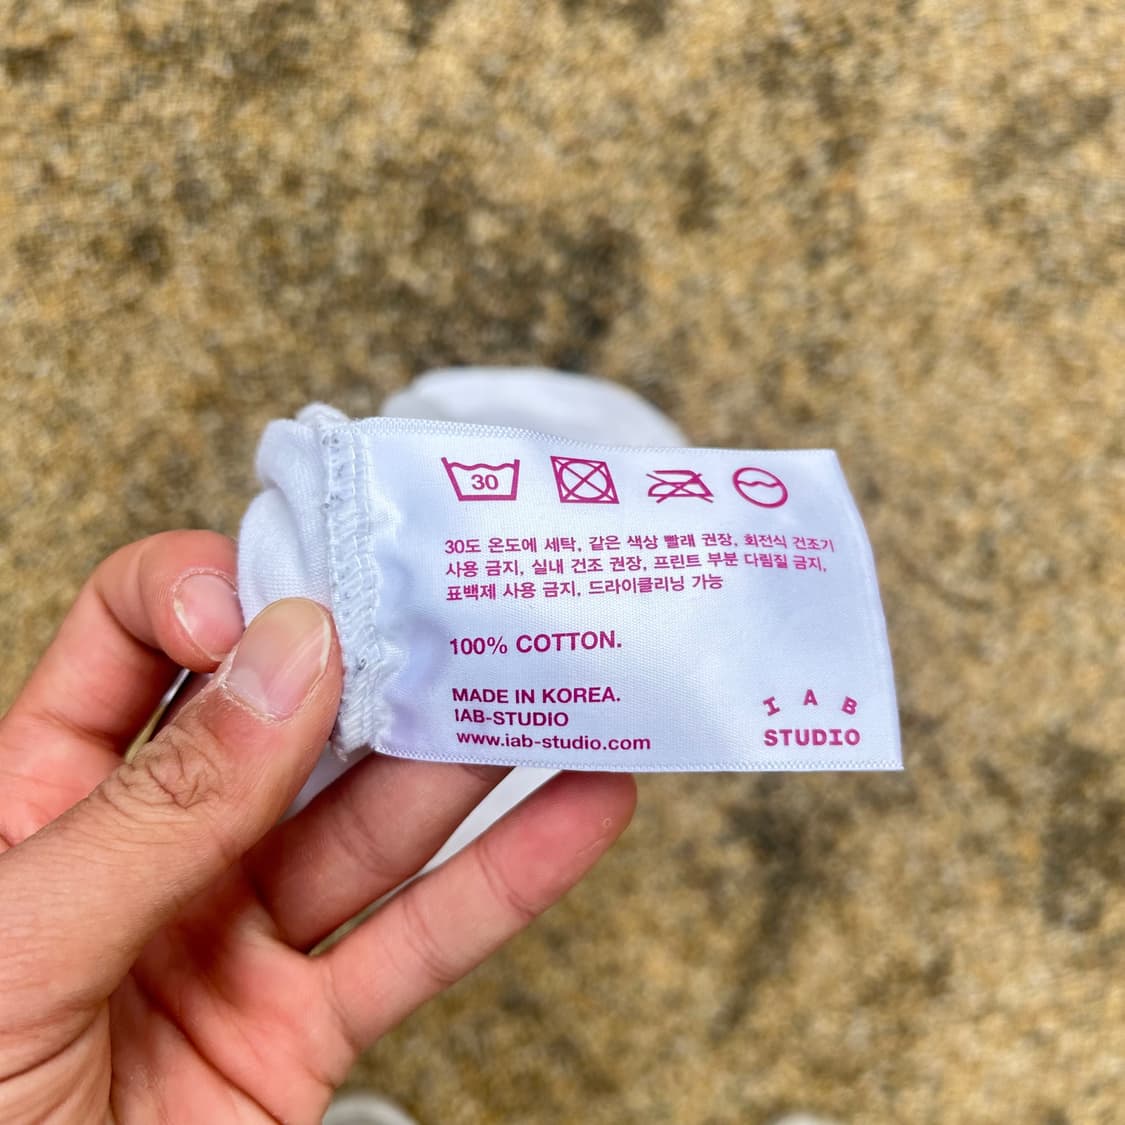 30
30도 온도에 세탁, 같은 색상 빨래 권장, 회전식 건조기
사용 금지, 실내 건조 권장, 프린트 부분 다림질 금지,
표백제 사용 금지, 드라이클리닝 가능
100% COTTON.
MADE IN KOREA.
IAB-STUDIO
www.iab-studio.com
I A B
STUDIO